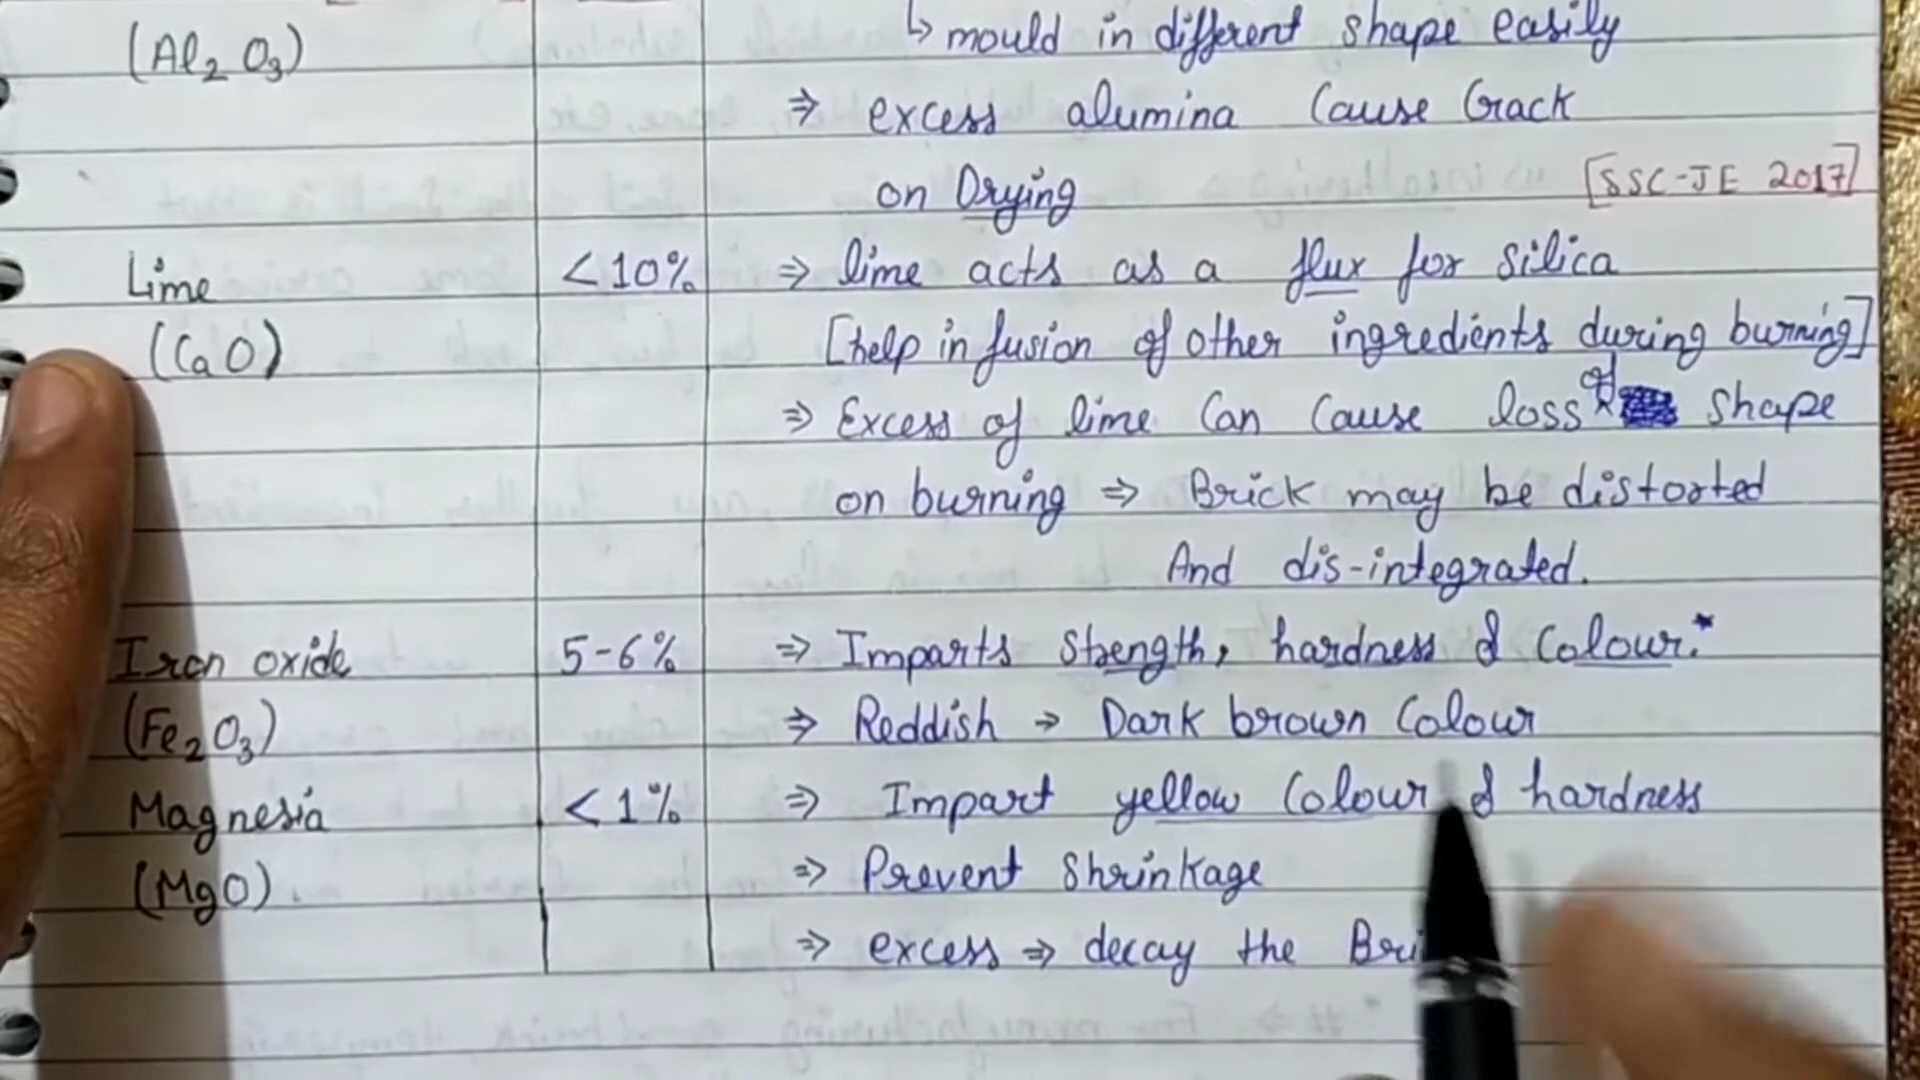 ↳ mould in different shape easily
(Al₂O₃)
⇒ excess alumina Cause Crack
on Drying
[SSC-JE 2017]
Lime <10% ⇒ lime acts as a flux for silica
(CaO) [help in fusion of other ingredients during burning]
⇒ Excess of lime Can Cause loss of shape
on burning ⇒ Brick may be distorted
And dis-integrated.
Iron oxide 5-6% ⇒ Imparts strength, hardness & Colour.*
(Fe₂O₃) ⇒ Reddish → Dark brown Colour
Magnesia <1% ⇒ Impart yellow Colour & hardness
(MgO) ⇒ Prevent Shrinkage
⇒ excess ⇒ decay the Bri